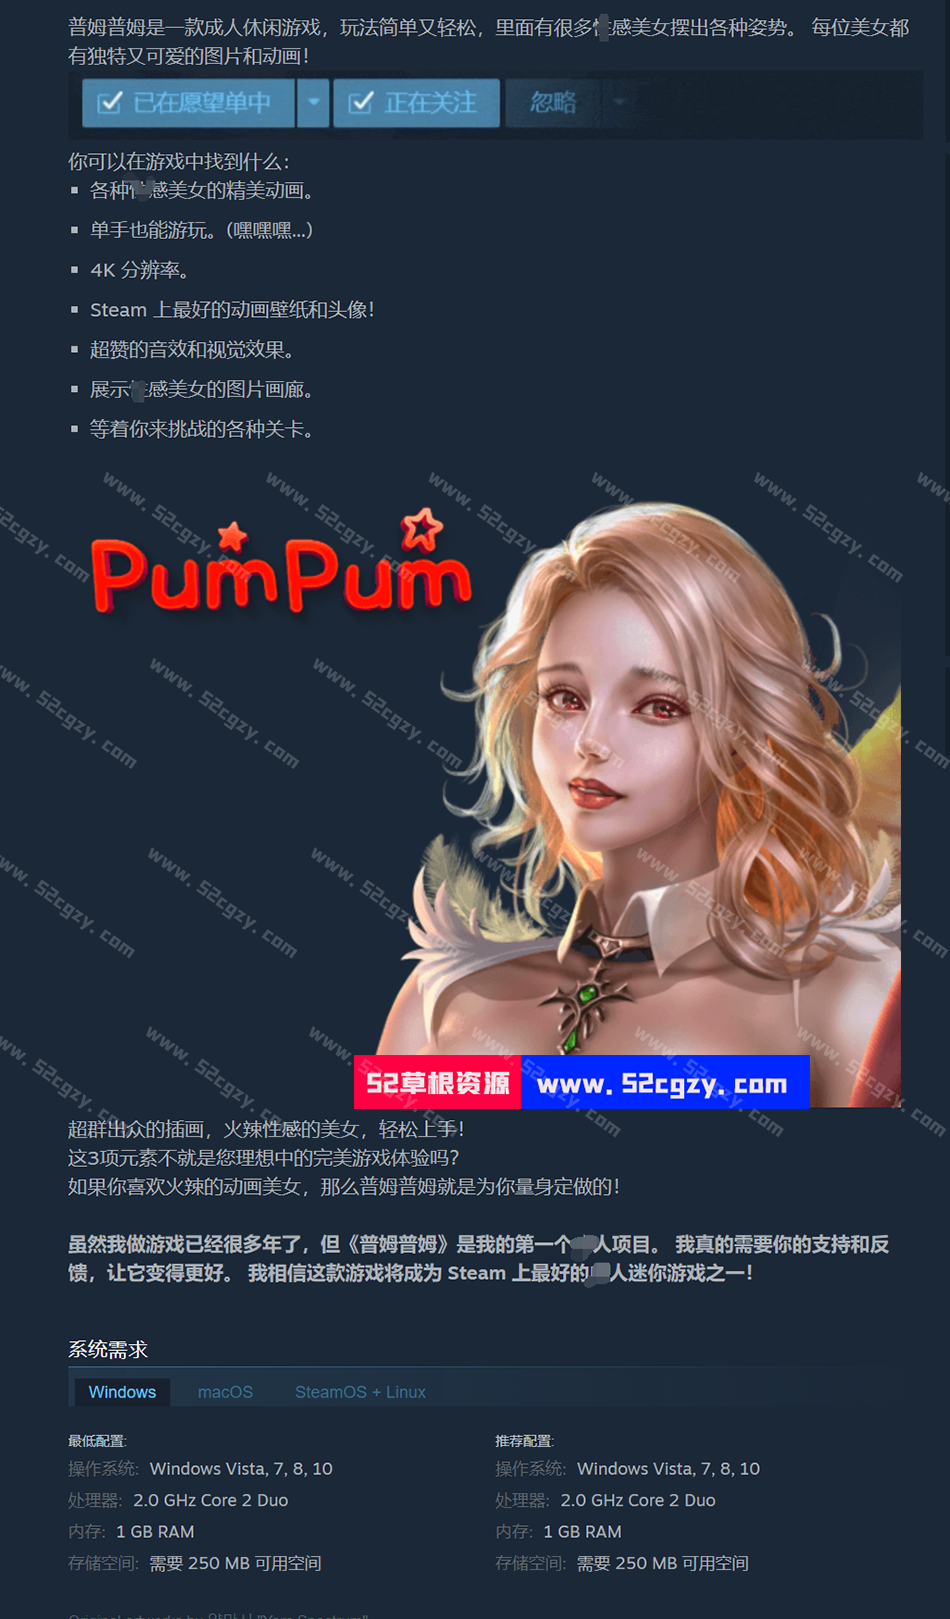 普姆普姆是一款成人休闲游戏，玩法简单又轻松，里面有很多性感美女摆出各种姿势。 每位美女都
有独特又可爱的图片和动画！
已在愿望单中 正在关注 忽略
你可以在游戏中找到什么：
各种性感美女的精美动画。
单手也能游玩。(嘿嘿嘿...)
4K 分辨率。
Steam 上最好的动画壁纸和头像！
超赞的音效和视觉效果。
展示性感美女的图片画廊。
等着你来挑战的各种关卡。
PumPum
52草根资源 www.52cgzy.com
超群出众的插画，火辣性感的美女，轻松上手！
这3项元素不就是您理想中的完美游戏体验吗？
如果你喜欢火辣的动画美女，那么普姆普姆就是为你量身定做的！
虽然我做游戏已经很多年了，但《普姆普姆》是我的第一个人项目。 我真的需要你的支持和反
馈，让它变得更好。 我相信这款游戏将成为 Steam 上最好的人迷你游戏之一！
系统需求
Windows macOS SteamOS + Linux
最低配置: 推荐配置:
操作系统: Windows Vista, 7, 8, 10 操作系统: Windows Vista, 7, 8, 10
处理器: 2.0 GHz Core 2 Duo 处理器: 2.0 GHz Core 2 Duo
内存: 1 GB RAM 内存: 1 GB RAM
存储空间: 需要 250 MB 可用空间 存储空间: 需要 250 MB 可用空间